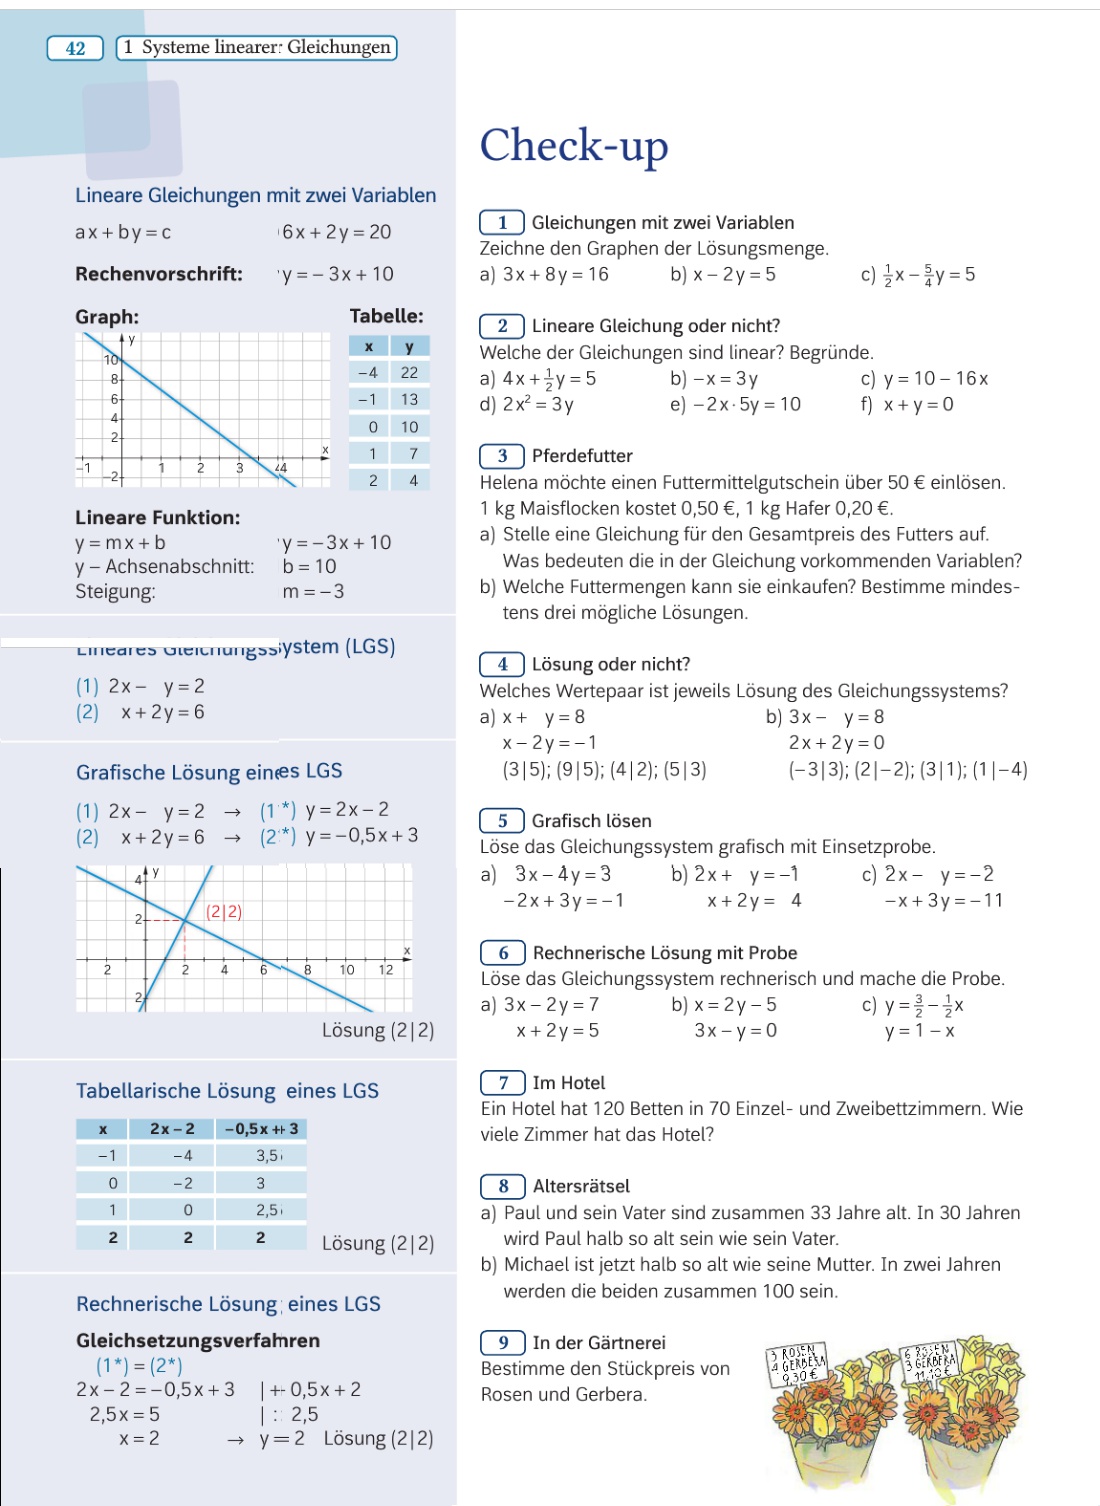 42
1 Systeme linearer Gleichungen
Lineare Gleichungen mit zwei Variablen
ax + by = c 6x + 2y = 20
Rechenvorschrift: y = − 3x + 10
Graph: Tabelle:
y
10
8
6
4
2
−2
−1 1 2 3 4 x
x y
−4 22
−1 13
0 10
1 7
2 4
Lineare Funktion:
y = mx + b y = −3x + 10
y − Achsenabschnitt: b = 10
Steigung: m = −3
Lineares Gleichungssystem (LGS)
(1) 2x − y = 2
(2) x + 2y = 6
Grafische Lösung eines LGS
(1) 2x − y = 2 → (1*) y = 2x − 2
(2) x + 2y = 6 → (2*) y = −0,5x + 3
4 y
2 (2|2)
x
2 2 4 6 8 10 12
2
Lösung (2|2)
Tabellarische Lösung eines LGS
x 2x − 2 −0,5x + 3
−1 −4 3,5
0 −2 3
1 0 2,5
2 2 2
Lösung (2|2)
Rechnerische Lösung eines LGS
Gleichsetzungsverfahren
(1*) = (2*)
2x − 2 = −0,5x + 3 | + 0,5x + 2
2,5x = 5 | : 2,5
x = 2 → y = 2 Lösung (2|2)
Check-up
1 Gleichungen mit zwei Variablen
Zeichne den Graphen der Lösungsmenge.
a) 3x + 8y = 16 b) x − 2y = 5 c) 1/2x − 5/4y = 5
2 Lineare Gleichung oder nicht?
Welche der Gleichungen sind linear? Begründe.
a) 4x + 1/2y = 5 b) −x = 3y c) y = 10 − 16x
d) 2x² = 3y e) −2x · 5y = 10 f) x + y = 0
3 Pferdefutter
Helena möchte einen Futtermittelgutschein über 50 € einlösen.
1 kg Maisflocken kostet 0,50 €, 1 kg Hafer 0,20 €.
a) Stelle eine Gleichung für den Gesamtpreis des Futters auf.
Was bedeuten die in der Gleichung vorkommenden Variablen?
b) Welche Futtermengen kann sie einkaufen? Bestimme mindes-
tens drei mögliche Lösungen.
4 Lösung oder nicht?
Welches Wertepaar ist jeweils Lösung des Gleichungssystems?
a) x + y = 8 b) 3x − y = 8
x − 2y = −1 2x + 2y = 0
(3|5); (9|5); (4|2); (5|3) (−3|3); (2|−2); (3|1); (1|−4)
5 Grafisch lösen
Löse das Gleichungssystem grafisch mit Einsetzprobe.
a) 3x − 4y = 3 b) 2x + y = −1 c) 2x − y = −2
−2x + 3y = −1 x + 2y = 4 −x + 3y = −11
6 Rechnerische Lösung mit Probe
Löse das Gleichungssystem rechnerisch und mache die Probe.
a) 3x − 2y = 7 b) x = 2y − 5 c) y = 3/2 − 1/2x
x + 2y = 5 3x − y = 0 y = 1 − x
7 Im Hotel
Ein Hotel hat 120 Betten in 70 Einzel- und Zweibettzimmern. Wie
viele Zimmer hat das Hotel?
8 Altersrätsel
a) Paul und sein Vater sind zusammen 33 Jahre alt. In 30 Jahren
wird Paul halb so alt sein wie sein Vater.
b) Michael ist jetzt halb so alt wie seine Mutter. In zwei Jahren
werden die beiden zusammen 100 sein.
9 In der Gärtnerei
Bestimme den Stückpreis von
Rosen und Gerbera.
3 ROSEN
4 GERBERA
9,30 €
6 ROSEN
3 GERBERA